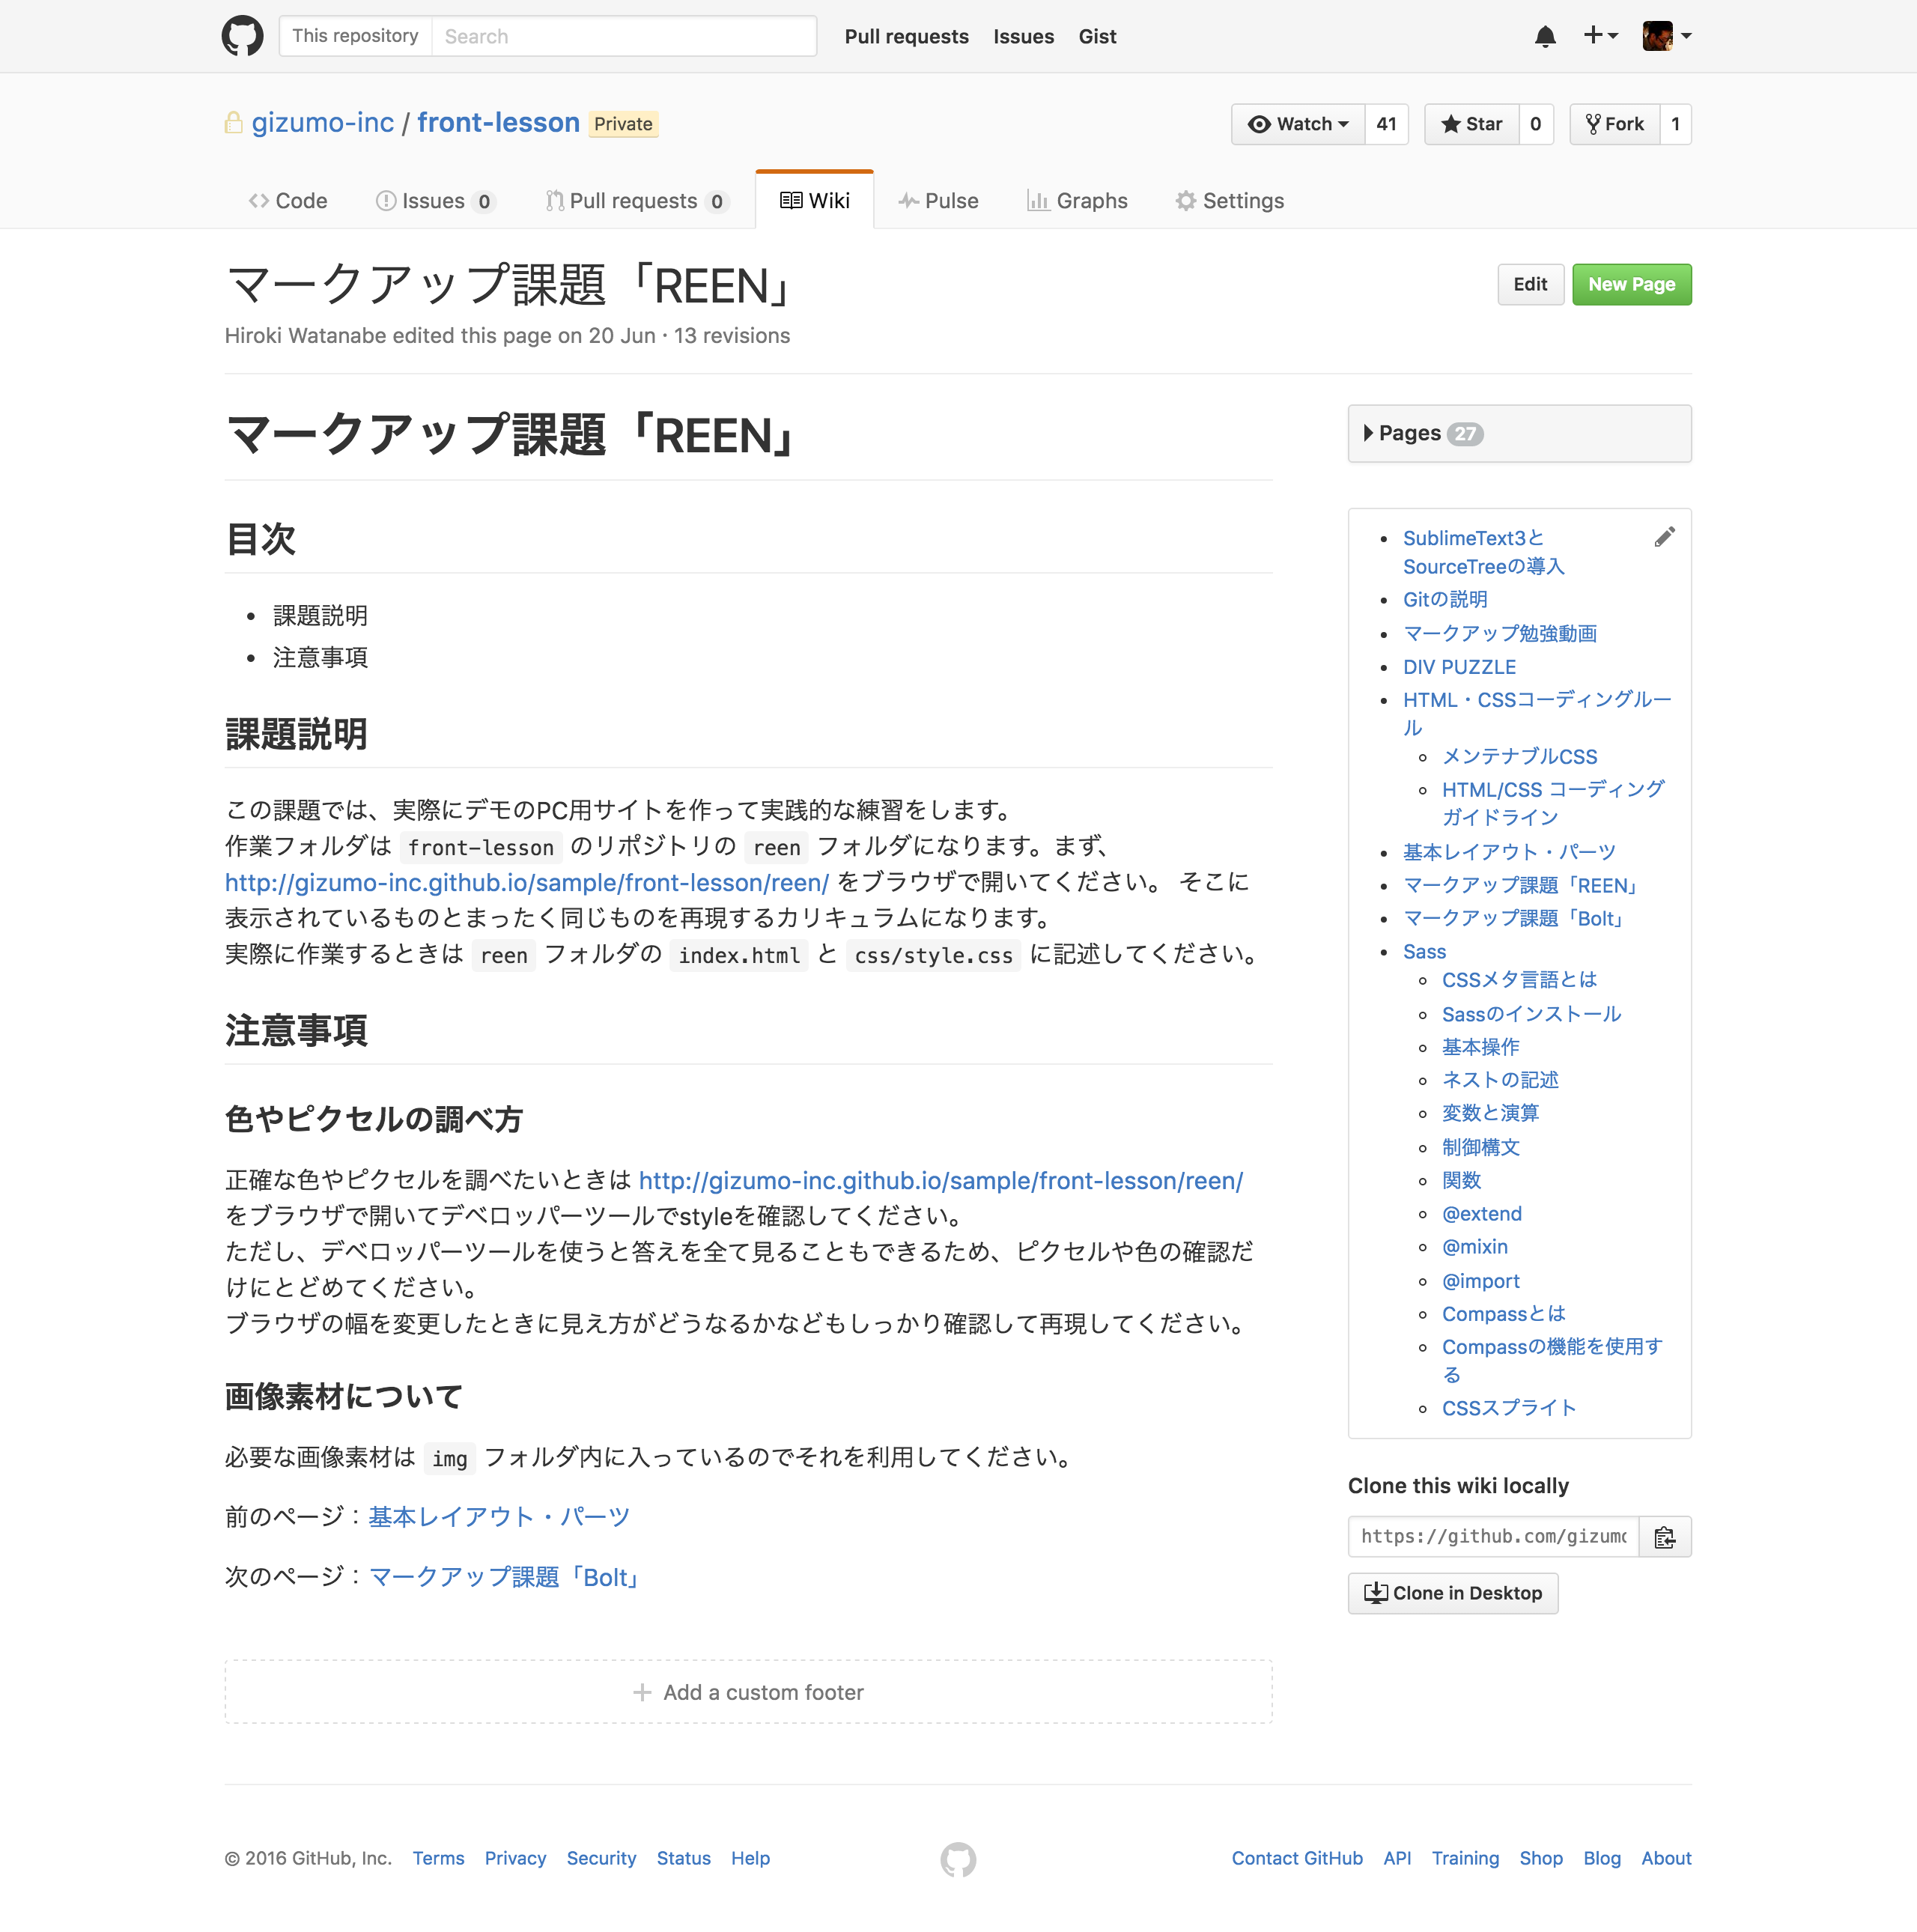 This repository Search Pull requests Issues Gist
gizumo-inc / front-lesson Private Watch 41 Star 0 Fork 1
Code Issues 0 Pull requests 0 Wiki Pulse Graphs Settings
マークアップ課題「REEN」
Edit New Page
Hiroki Watanabe edited this page on 20 Jun · 13 revisions
マークアップ課題「REEN」
目次
課題説明
注意事項
課題説明
この課題では、実際にデモのPC用サイトを作って実践的な練習をします。
作業フォルダは front-lesson のリポジトリの reen フォルダになります。まず、
http://gizumo-inc.github.io/sample/front-lesson/reen/ をブラウザで開いてください。 そこに
表示されているものとまったく同じものを再現するカリキュラムになります。
実際に作業するときは reen フォルダの index.html と css/style.css に記述してください。
注意事項
色やピクセルの調べ方
正確な色やピクセルを調べたいときは http://gizumo-inc.github.io/sample/front-lesson/reen/
をブラウザで開いてデベロッパーツールでstyleを確認してください。
ただし、デベロッパーツールを使うと答えを全て見ることもできるため、ピクセルや色の確認だ
けにとどめてください。
ブラウザの幅を変更したときに見え方がどうなるかなどもしっかり確認して再現してください。
画像素材について
必要な画像素材は img フォルダ内に入っているのでそれを利用してください。
前のページ：基本レイアウト・パーツ
次のページ：マークアップ課題「Bolt」
Add a custom footer
Pages 27
SublimeText3と
SourceTreeの導入
Gitの説明
マークアップ勉強動画
DIV PUZZLE
HTML・CSSコーディングルー
ル
メンテナブルCSS
HTML/CSS コーディング
ガイドライン
基本レイアウト・パーツ
マークアップ課題「REEN」
マークアップ課題「Bolt」
Sass
CSSメタ言語とは
Sassのインストール
基本操作
ネストの記述
変数と演算
制御構文
関数
@extend
@mixin
@import
Compassとは
Compassの機能を使用す
る
CSSスプライト
Clone this wiki locally
https://github.com/gizumo
Clone in Desktop
© 2016 GitHub, Inc. Terms Privacy Security Status Help Contact GitHub API Training Shop Blog About